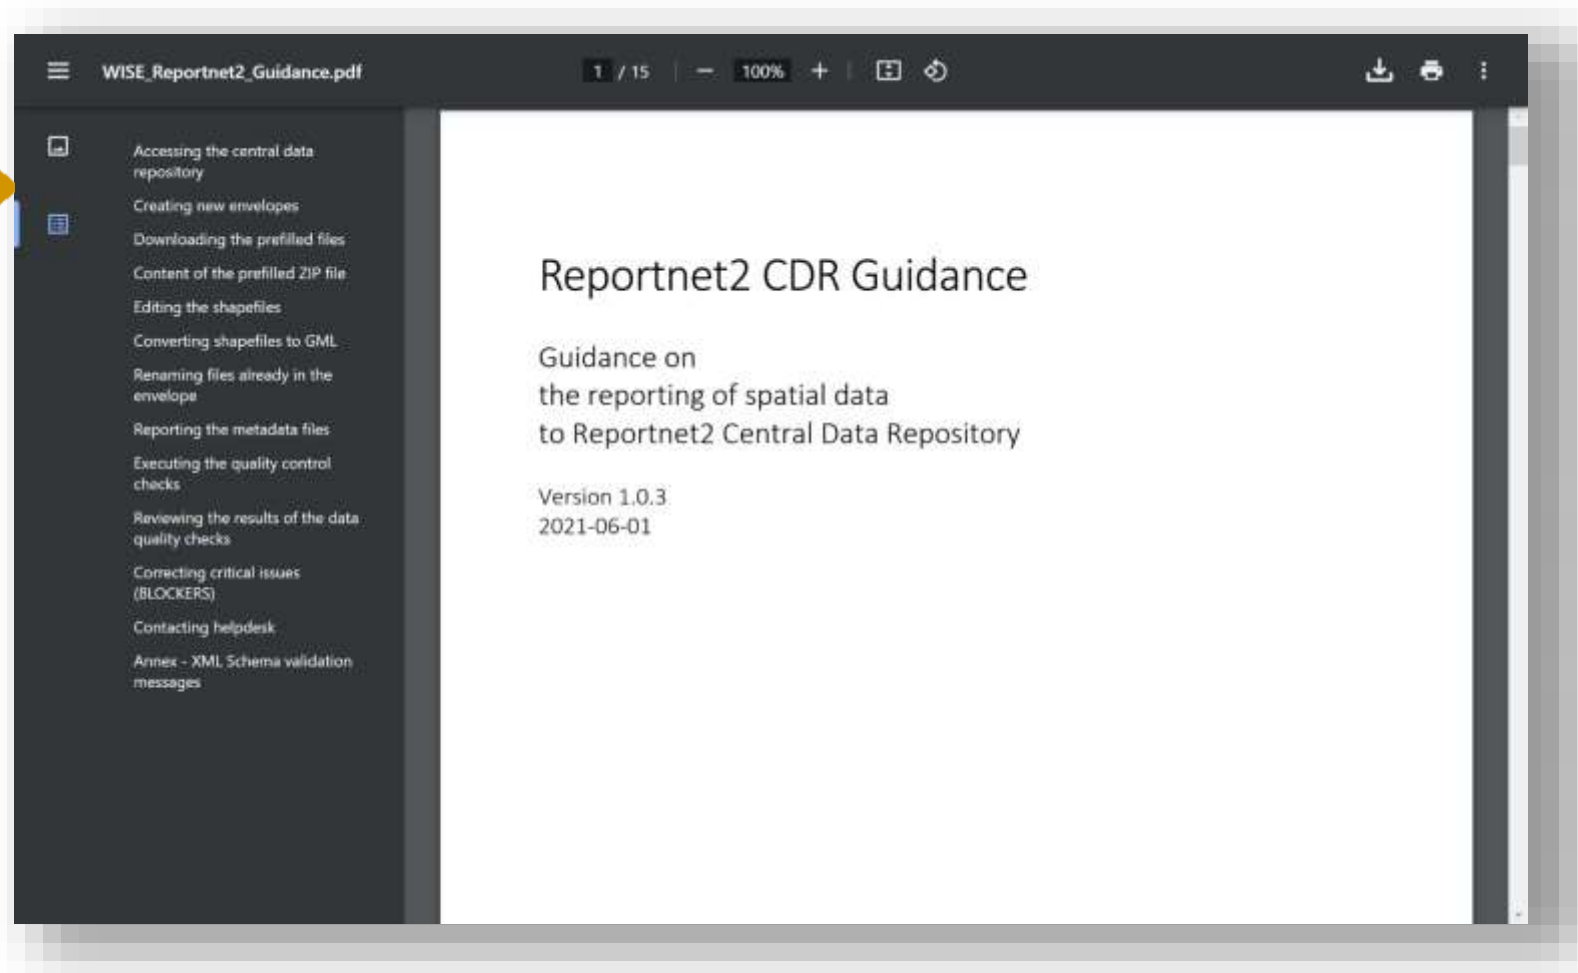 WISE_Reportnet2_Guidance.pdf
1 / 15
100%
Accessing the central data
repository
Creating new envelopes
Downloading the prefilled files
Content of the prefilled ZIP file
Editing the shapefiles
Converting shapefiles to GML
Renaming files already in the
envelope
Reporting the metadata files
Executing the quality control
checks
Reviewing the results of the data
quality checks
Correcting critical issues
(BLOCKERS)
Contacting helpdesk
Annex - XML Schema validation
messages
Reportnet2 CDR Guidance
Guidance on
the reporting of spatial data
to Reportnet2 Central Data Repository
Version 1.0.3
2021-06-01